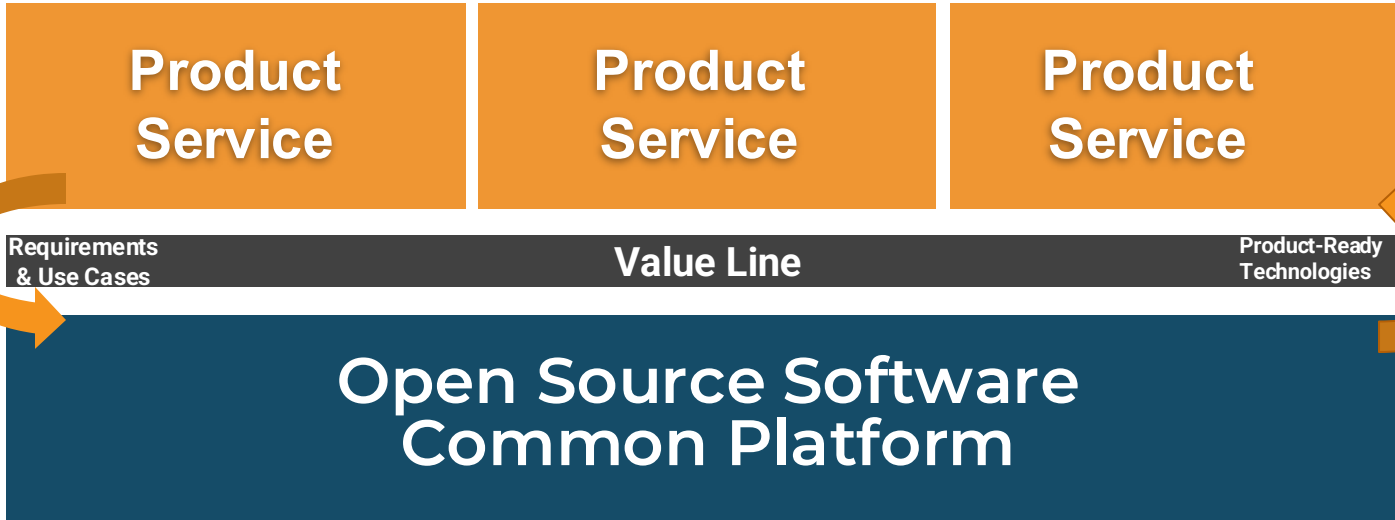 Product
Service
Product
Service
Product
Service
Requirements
& Use Cases
Value Line
Product-Ready
Technologies
Open Source Software
Common Platform